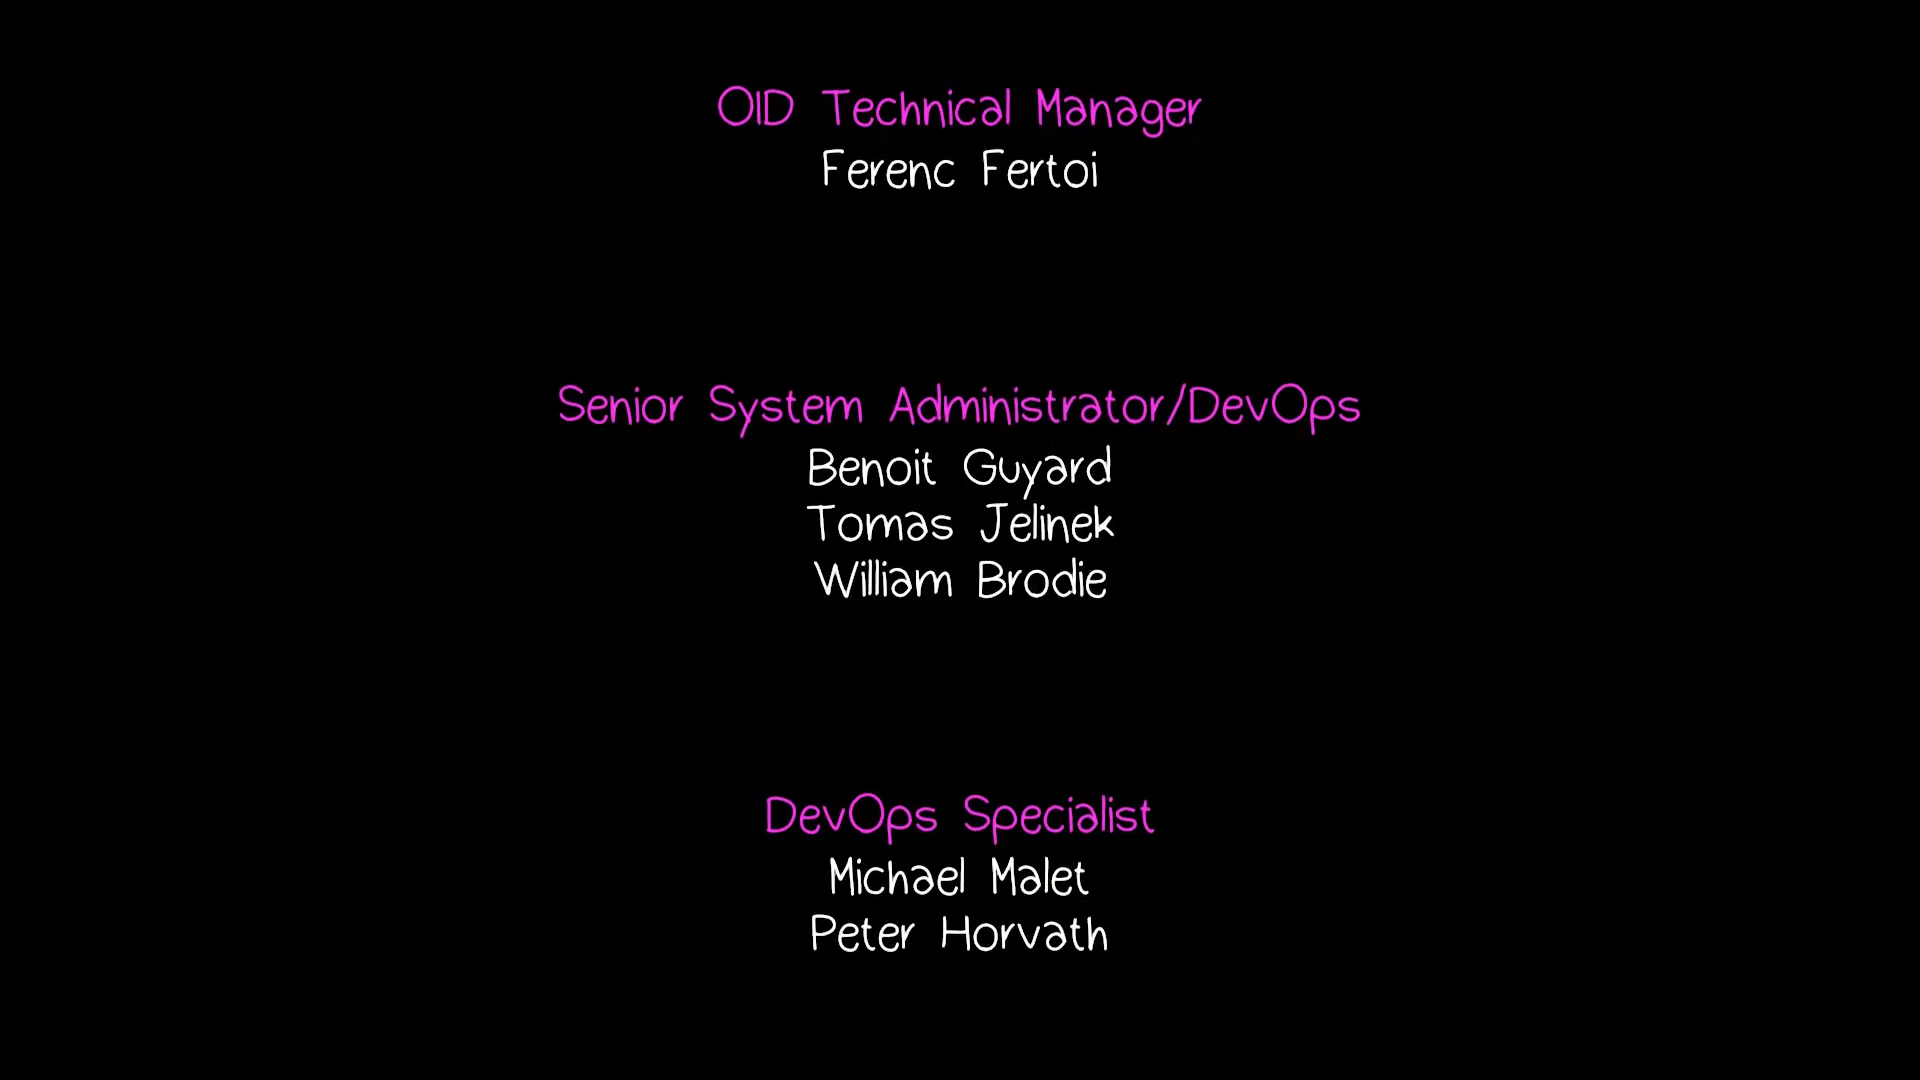 OID Technical Manager
Ferenc Fertoi
Senior System Administrator/DevOps
Benoit Guyard
Tomas Jelinek
William Brodie
DevOps Specialist
Michael Malet
Peter Horvath